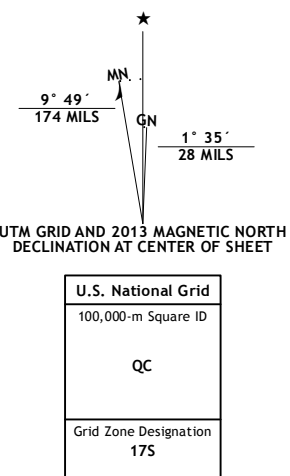 ★
MN
GN
9° 49´
174 MILS
1° 35´
28 MILS
UTM GRID AND 2013 MAGNETIC NORTH
DECLINATION AT CENTER OF SHEET
U.S. National Grid
100,000-m Square ID
QC
Grid Zone Designation
17S